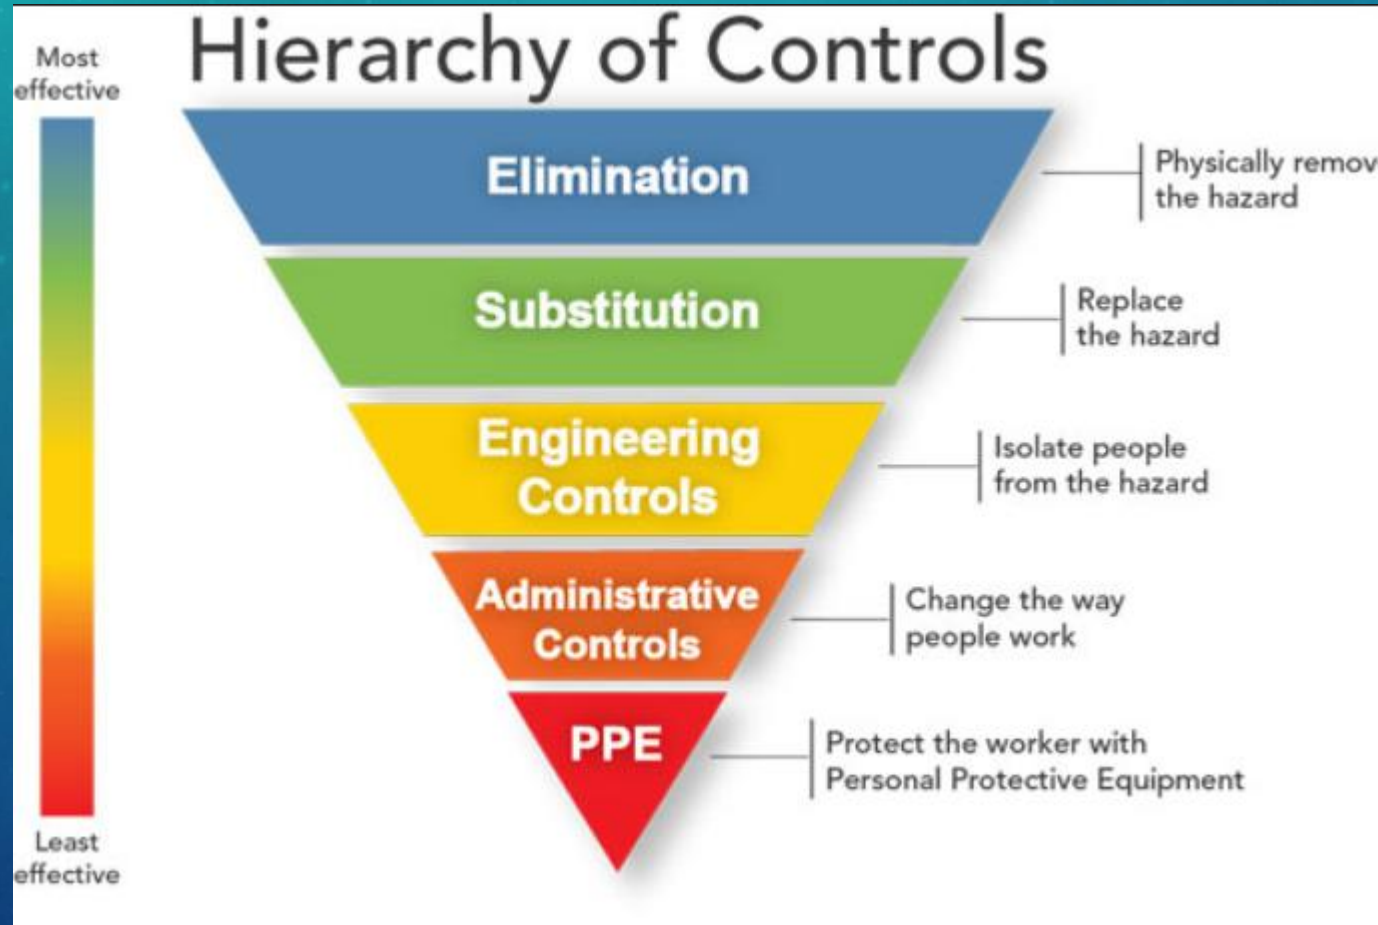 Hierarchy of Controls
Most
effective
Elimination
Physically remov
the hazard
Substitution
Replace
the hazard
Engineering
Controls
Isolate people
from the hazard
Administrative
Controls
Change the way
people work
PPE
Protect the worker with
Personal Protective Equipment
Least
effective